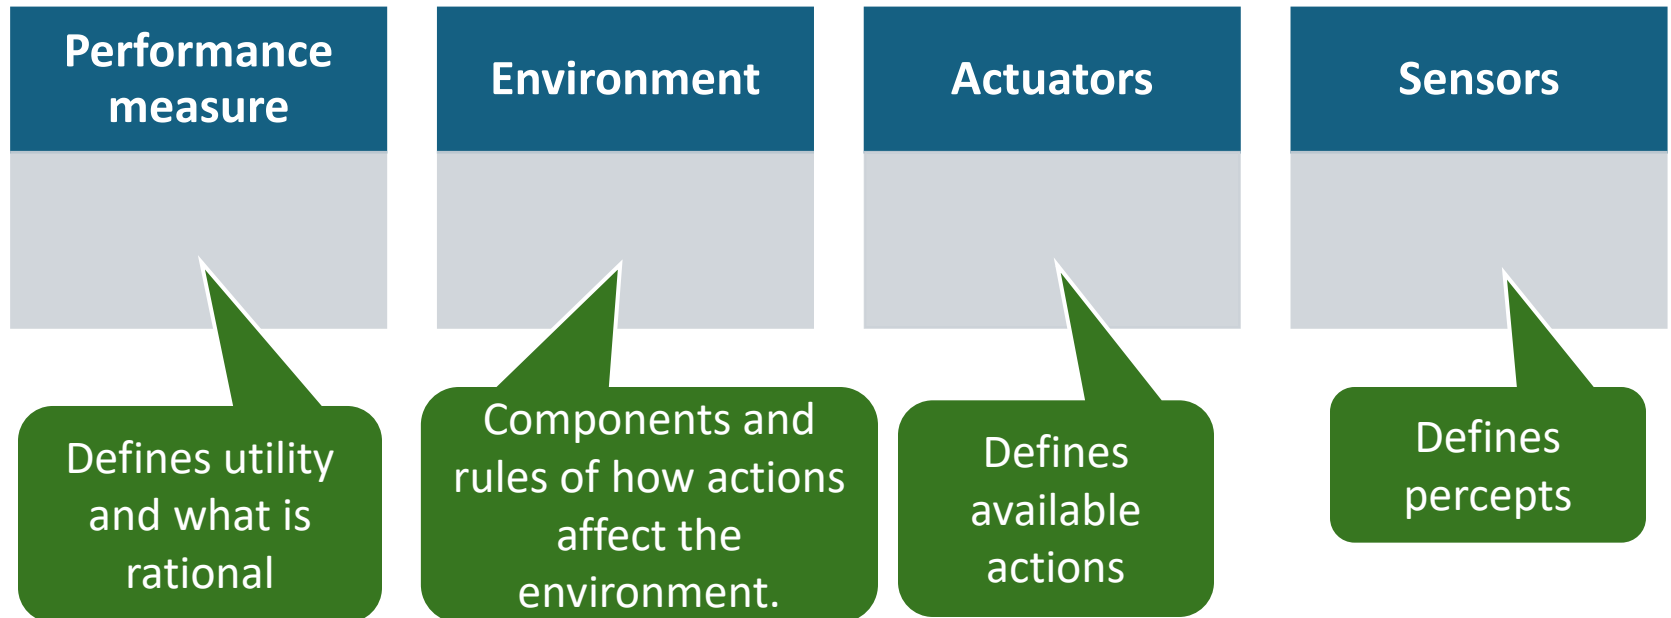 Performance
measure
Environment
Actuators
Sensors
Defines utility
and what is
rational
Components and
rules of how actions
affect the
environment.
Defines
available
actions
Defines
percepts